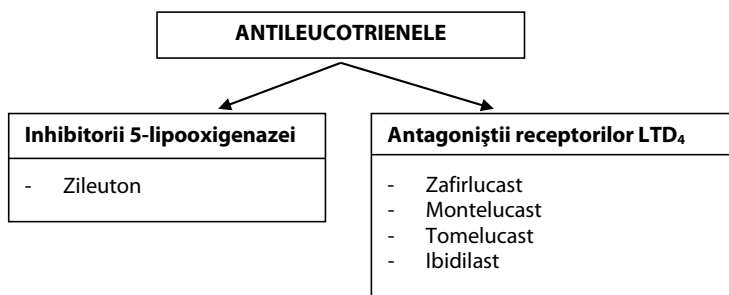 ANTILEUCOTRIENELE
Inhibitorii 5-lipooxigenazei
- Zileuton
Antagoniştii receptorilor LTD₄
- Zafirlucast
- Montelucast
- Tomelucast
- Ibidilast